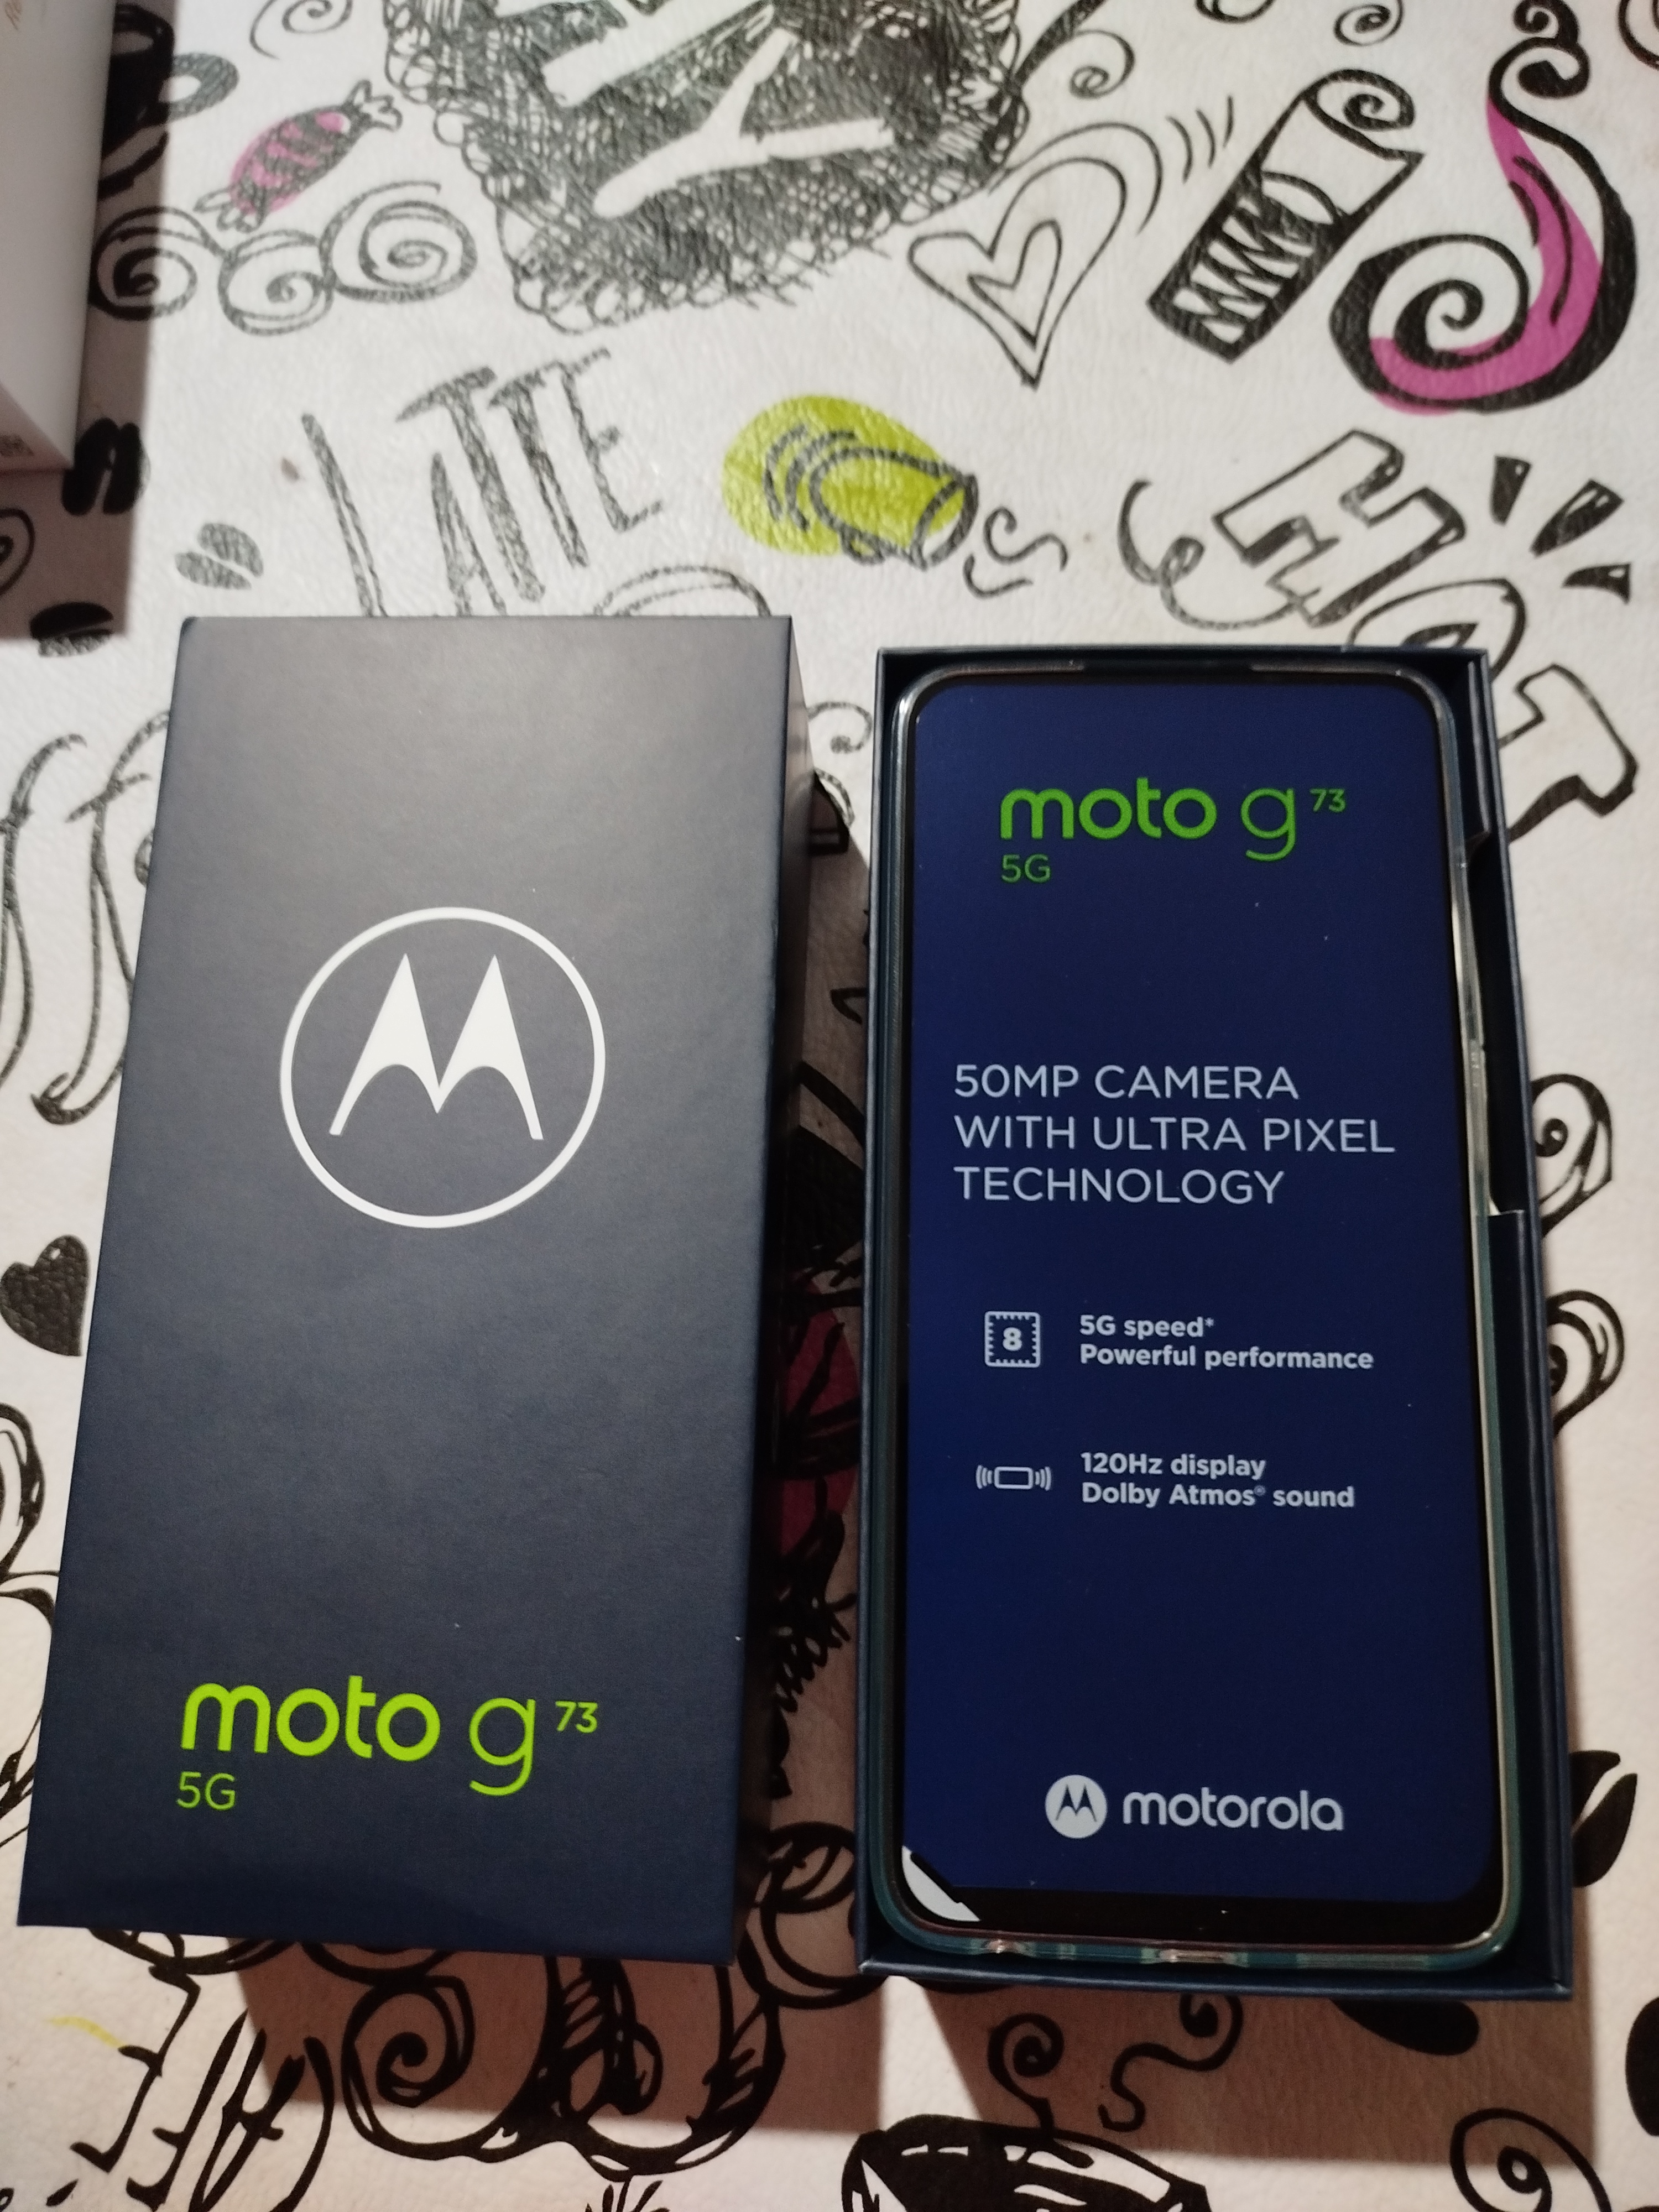 LATTE
HOT
moto g 73
5G
moto g 73
5G
50MP CAMERA
WITH ULTRA PIXEL
TECHNOLOGY
8
5G speed*
Powerful performance
120Hz display
Dolby Atmos® sound
motorola